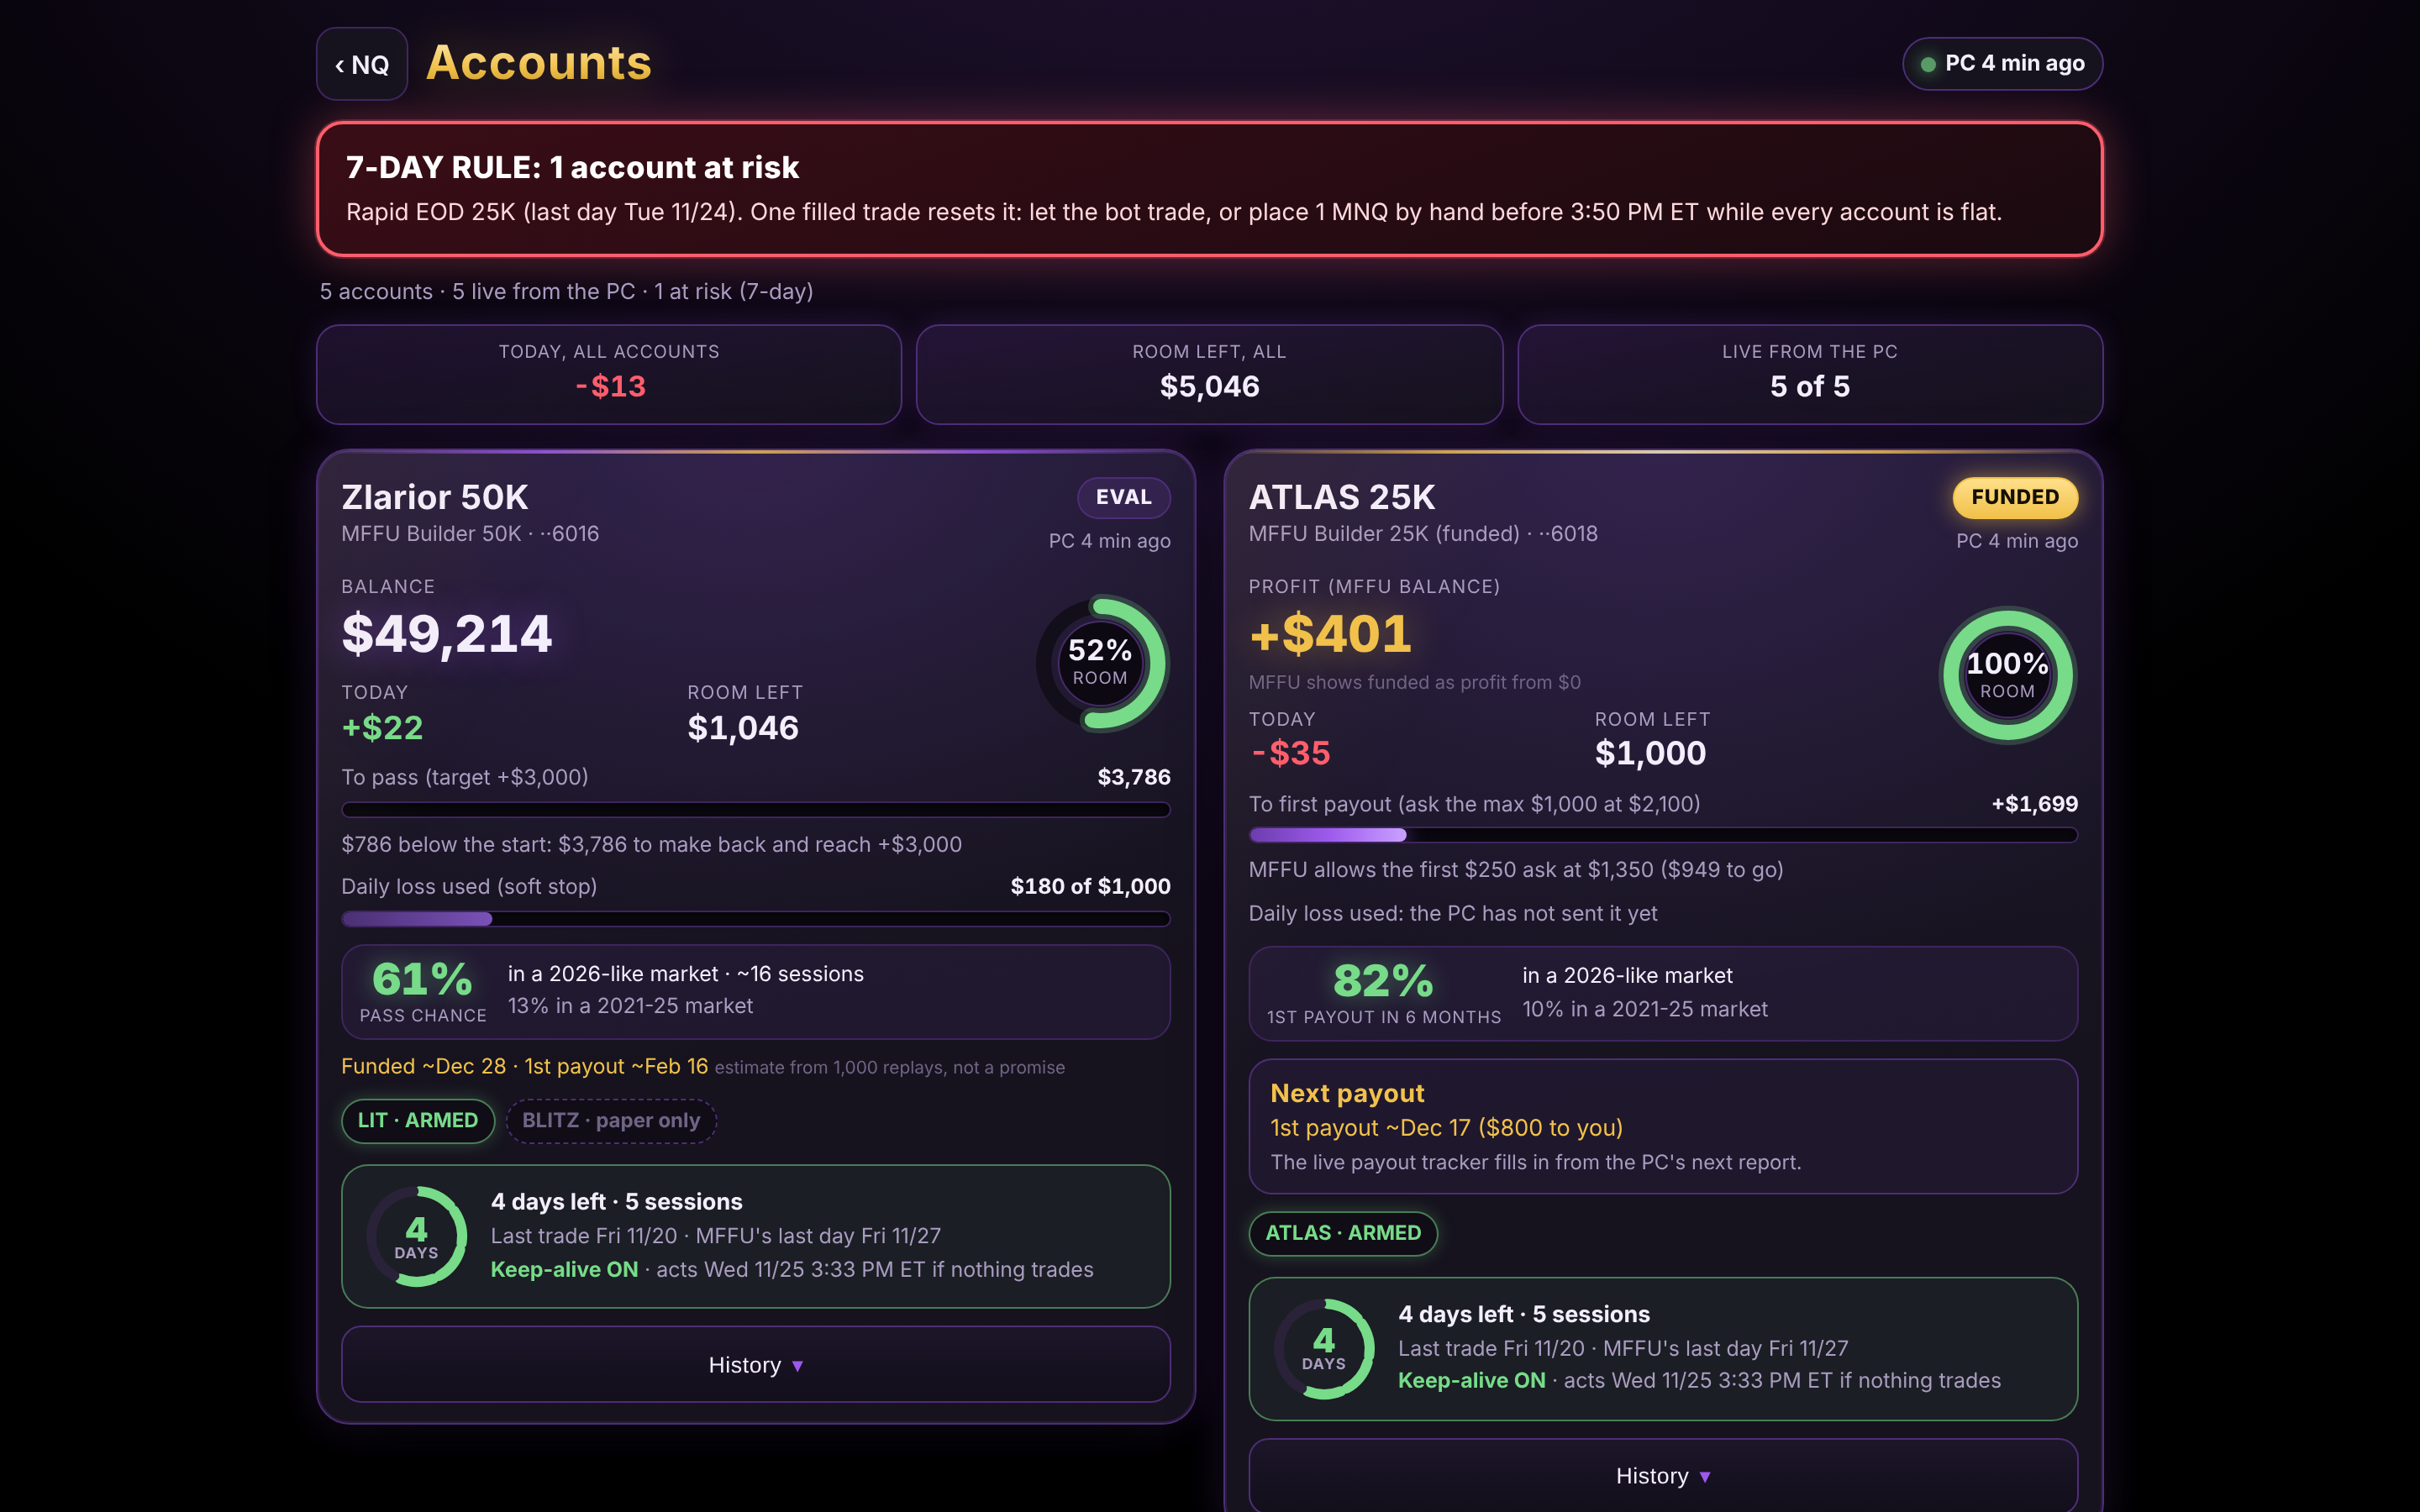 ‹ NQ
Accounts
PC 4 min ago
7-DAY RULE: 1 account at risk
Rapid EOD 25K (last day Tue 11/24). One filled trade resets it: let the bot trade, or place 1 MNQ by hand before 3:50 PM ET while every account is flat.
5 accounts · 5 live from the PC · 1 at risk (7-day)
TODAY, ALL ACCOUNTS
-$13
ROOM LEFT, ALL
$5,046
LIVE FROM THE PC
5 of 5
Zlarior 50K
EVAL
MFFU Builder 50K · ··6016
PC 4 min ago
BALANCE
$49,214
52%
ROOM
TODAY
+$22
ROOM LEFT
$1,046
To pass (target +$3,000)
$3,786
$786 below the start: $3,786 to make back and reach +$3,000
Daily loss used (soft stop)
$180 of $1,000
61%
PASS CHANCE
in a 2026-like market · ~16 sessions
13% in a 2021-25 market
Funded ~Dec 28 · 1st payout ~Feb 16 estimate from 1,000 replays, not a promise
LIT · ARMED
BLITZ · paper only
4
DAYS
4 days left · 5 sessions
Last trade Fri 11/20 · MFFU's last day Fri 11/27
Keep-alive ON · acts Wed 11/25 3:33 PM ET if nothing trades
History ▼
ATLAS 25K
FUNDED
MFFU Builder 25K (funded) · ··6018
PC 4 min ago
PROFIT (MFFU BALANCE)
+$401
MFFU shows funded as profit from $0
100%
ROOM
TODAY
-$35
ROOM LEFT
$1,000
To first payout (ask the max $1,000 at $2,100)
+$1,699
MFFU allows the first $250 ask at $1,350 ($949 to go)
Daily loss used: the PC has not sent it yet
82%
1ST PAYOUT IN 6 MONTHS
in a 2026-like market
10% in a 2021-25 market
Next payout
1st payout ~Dec 17 ($800 to you)
The live payout tracker fills in from the PC's next report.
ATLAS · ARMED
4
DAYS
4 days left · 5 sessions
Last trade Fri 11/20 · MFFU's last day Fri 11/27
Keep-alive ON · acts Wed 11/25 3:33 PM ET if nothing trades
History ▼